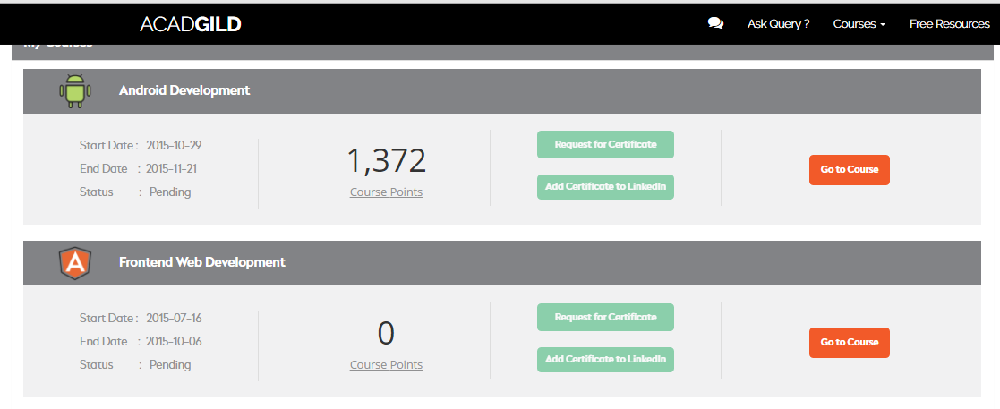 ACADGILD
Ask Query ?
Courses
Free Resources
My Courses
Android Development
Start Date : 2015-10-29
End Date : 2015-11-21
Status : Pending
1,372
Course Points
Request for Certificate
Add Certificate to LinkedIn
Go to Course
Frontend Web Development
Start Date : 2015-07-16
End Date : 2015-10-06
Status : Pending
0
Course Points
Request for Certificate
Add Certificate to LinkedIn
Go to Course